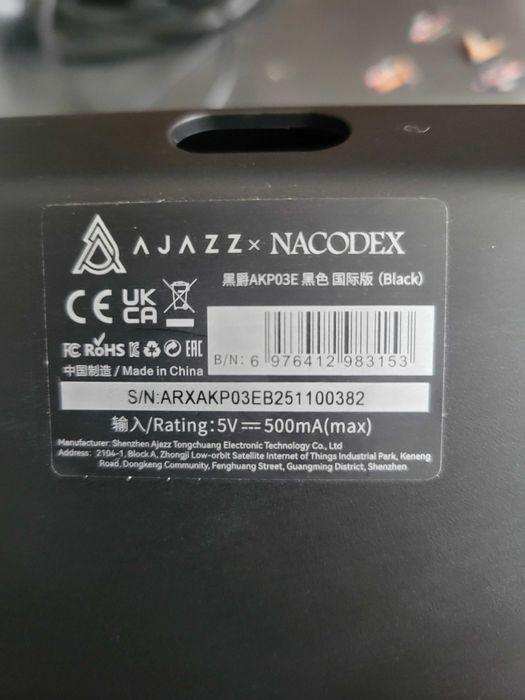 AJAZZ × NACODEX
黑爵AKP03E 黑色 国际版 (Black)
CE UK CA
FC RoHS EAC
B/N: 6 976412 983153
中国制造 / Made in China
S/N:ARXAKP03EB251100382
输入/Rating:5V⎓500mA(max)
Manufacturer: Shenzhen Ajazz Tongchuang Electronic Technology Co., Ltd
Address: 2104-1, Block A, Zhongji Low-orbit Satellite Internet of Things Industrial Park, Keneng
Road, Dongkeng Community, Fenghuang Street, Guangming District, Shenzhen